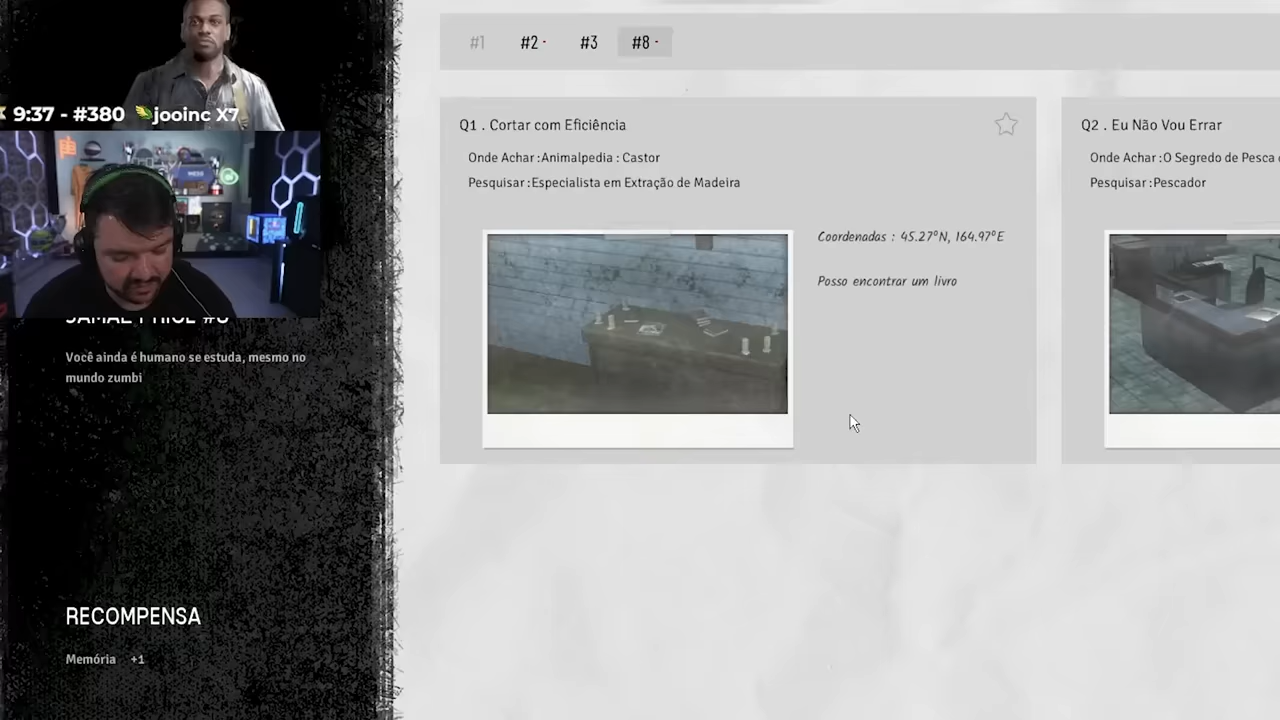 #1
#2 -
#3
#8 -
9:37 - #380 jooinc X7
Q1 . Cortar com Eficiência
Onde Achar :Animalpedia : Castor
Pesquisar :Especialista em Extração de Madeira
Coordenadas : 45.27ºN, 164.97ºE
Posso encontrar um livro
Q2 . Eu Não Vou Errar
Onde Achar :O Segredo de Pesca
Pesquisar :Pescador
Você ainda é humano se estuda, mesmo no
mundo zumbi
RECOMPENSA
Memória +1